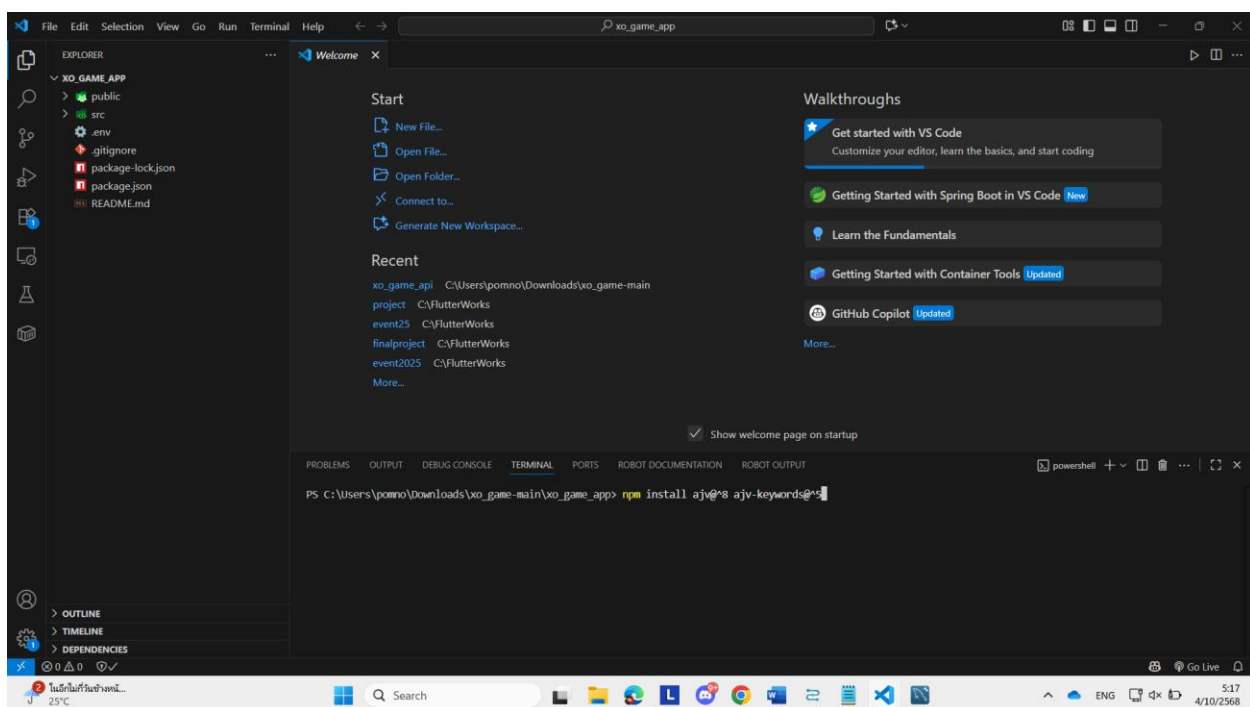 File Edit Selection View Go Run Terminal Help
xo_game_app
EXPLORER
XO_GAME_APP
public
src
.env
.gitignore
package-lock.json
package.json
README.md
OUTLINE
TIMELINE
DEPENDENCIES
Welcome
Start
New File...
Open File...
Open Folder...
Connect to...
Generate New Workspace...
Recent
xo_game_api C:\Users\pomno\Downloads\xo_game-main
project C:\FlutterWorks
event25 C:\FlutterWorks
finalproject C:\FlutterWorks
event2025 C:\FlutterWorks
More...
Walkthroughs
Get started with VS Code
Customize your editor, learn the basics, and start coding
Getting Started with Spring Boot in VS Code New
Learn the Fundamentals
Getting Started with Container Tools Updated
GitHub Copilot Updated
More...
Show welcome page on startup
PROBLEMS OUTPUT DEBUG CONSOLE TERMINAL PORTS ROBOT DOCUMENTATION ROBOT OUTPUT
powershell
PS C:\Users\pomno\Downloads\xo_game-main\xo_game_app> npm install ajv@^8 ajv-keywords@^5
0 0 0
Go Live
2
25°C
Search
ENG
5:17
4/10/2568